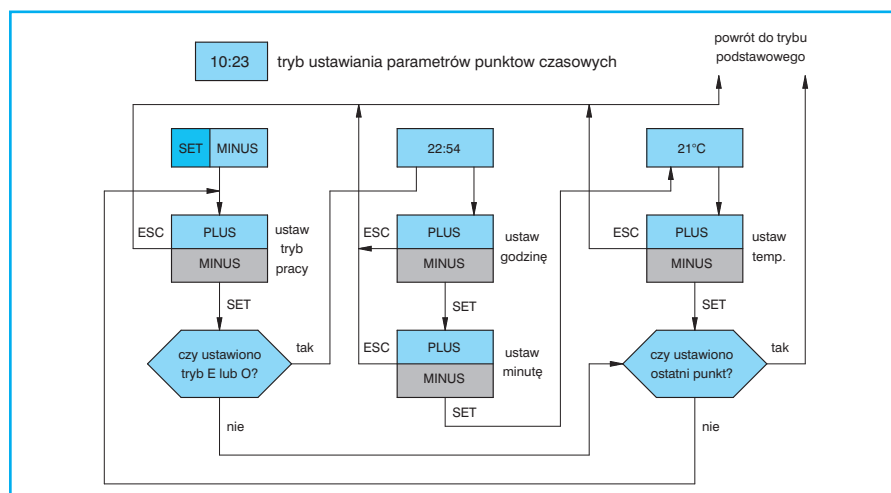 10:23
tryb ustawiania parametrów punktow czasowych
powrót do trybu
podstawowego
SET
MINUS
22:54
21°C
ESC
PLUS
MINUS
ustaw
tryb
pracy
ESC
PLUS
MINUS
ustaw
godzinę
ESC
PLUS
MINUS
ustaw
temp.
SET
SET
SET
czy ustawiono
tryb E lub O?
tak
ESC
PLUS
MINUS
ustaw
minutę
czy ustawiono
ostatni punkt?
tak
nie
SET
nie